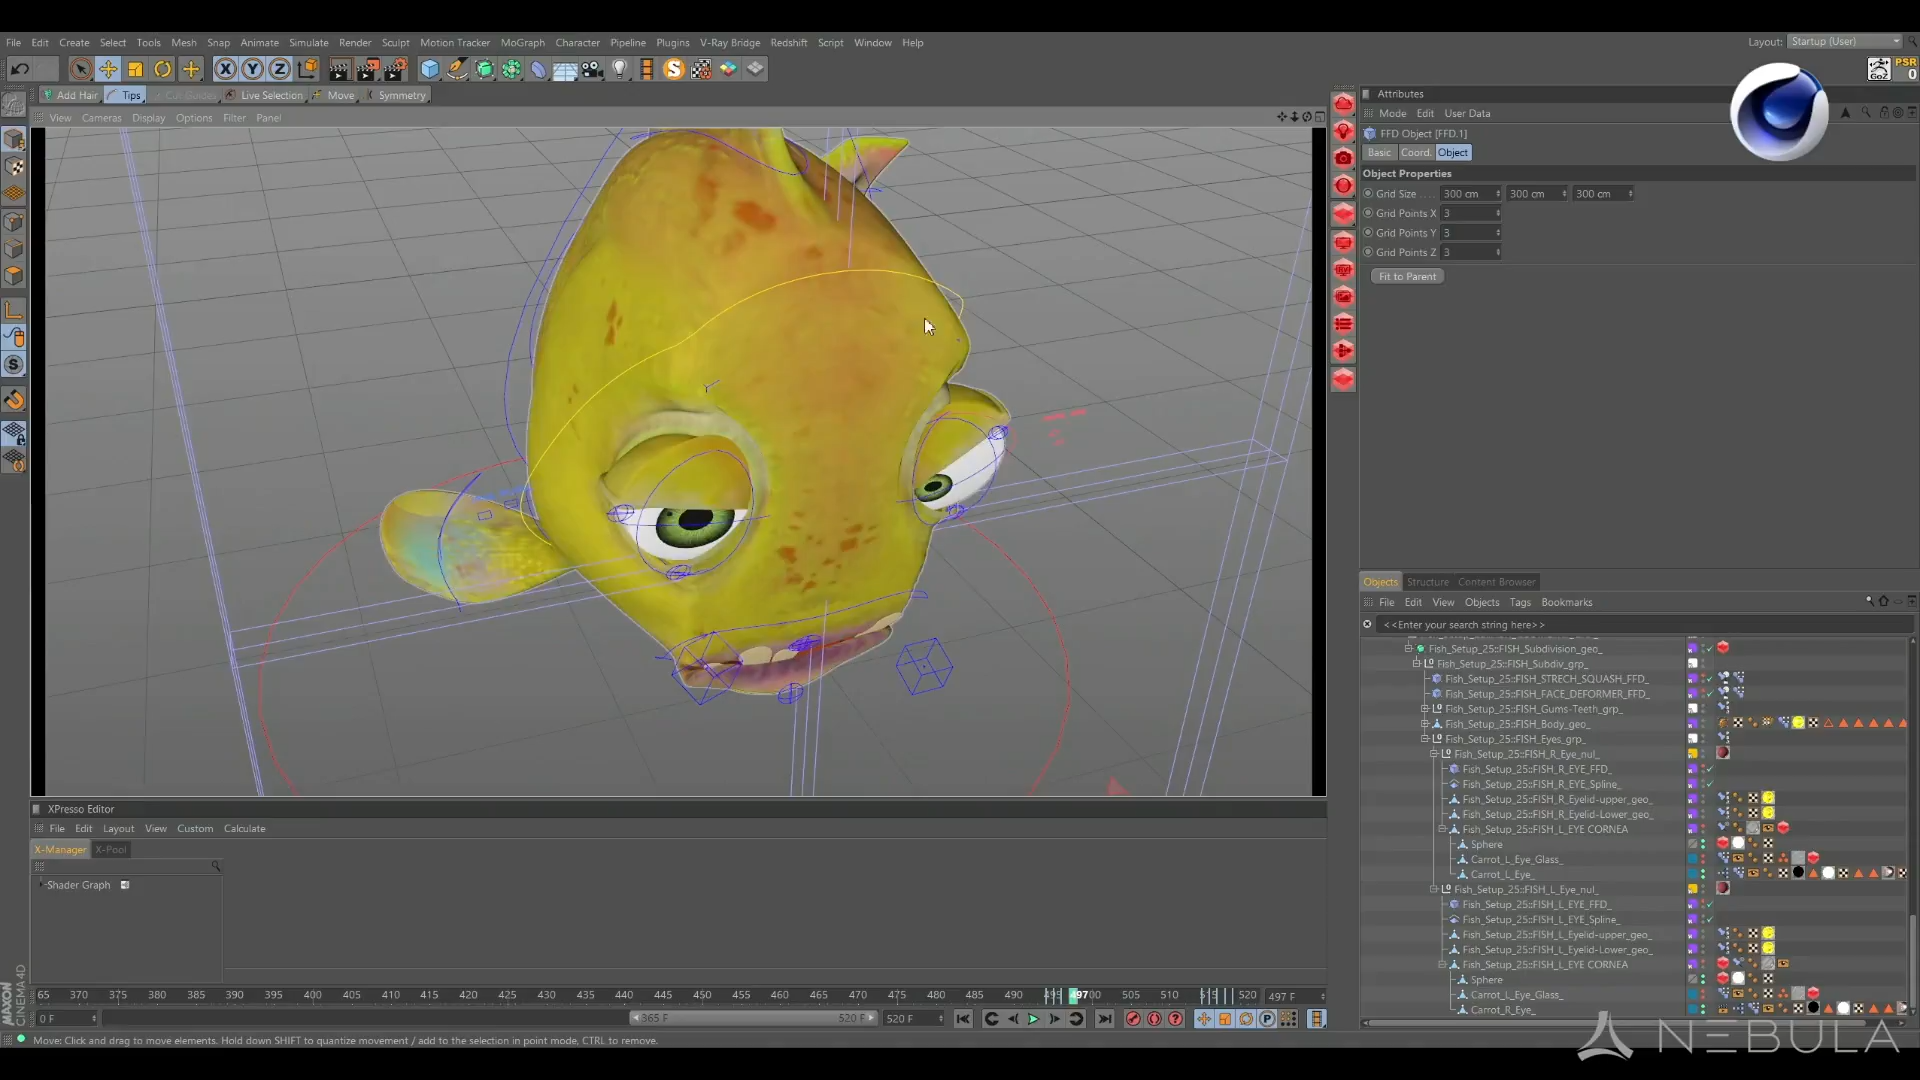 File Edit Create Select Tools Mesh Snap Animate Simulate Render Sculpt Motion Tracker MoGraph Character Pipeline Plugins V-Ray Bridge Redshift Script Window Help
Layout: Startup (User)
PSR
0
GoZ
Add Hair Tips Cut Guides Live Selection Move Symmetry
View Cameras Display Options Filter Panel
Attributes
Mode Edit User Data
FFD Object [FFD.1]
Basic Coord. Object
Object Properties
Grid Size . . . . 300 cm 300 cm 300 cm
Grid Points X 3
Grid Points Y 3
Grid Points Z 3
Fit to Parent
Objects Structure Content Browser
File Edit View Objects Tags Bookmarks
<<Enter your search string here>>
Fish_Setup_25::FISH_Subdivision_geo_
Fish_Setup_25::FISH_Subdiv_grp_
Fish_Setup_25::FISH_STRECH_SQUASH_FFD_
Fish_Setup_25::FISH_FACE_DEFORMER_FFD_
Fish_Setup_25::FISH_Gums-Teeth_grp_
Fish_Setup_25::FISH_Body_geo_
Fish_Setup_25::FISH_Eyes_grp_
Fish_Setup_25::FISH_R_Eye_nul_
Fish_Setup_25::FISH_R_EYE_FFD_
Fish_Setup_25::FISH_R_EYE_Spline_
Fish_Setup_25::FISH_R_Eyelid-upper_geo_
Fish_Setup_25::FISH_R_Eyelid-Lower_geo_
Fish_Setup_25::FISH_L_EYE CORNEA
Sphere
Carrot_L_Eye_Glass_
Carrot_L_Eye_
Fish_Setup_25::FISH_L_Eye_nul_
Fish_Setup_25::FISH_L_EYE_FFD_
Fish_Setup_25::FISH_L_EYE_Spline_
Fish_Setup_25::FISH_L_Eyelid-upper_geo_
Fish_Setup_25::FISH_L_Eyelid-Lower_geo_
Fish_Setup_25::FISH_L_EYE CORNEA
Sphere
Carrot_L_Eye_Glass_
Carrot_R_Eye_
XPresso Editor
File Edit Layout View Custom Calculate
X-Manager X-Pool
Shader Graph
65 370 375 380 385 390 395 400 405 410 415 420 425 430 435 440 445 450 455 460 465 470 475 480 485 490 495 497 00 505 510 515 520 497 F
0 F 365 F 520 F 520 F
Move: Click and drag to move elements. Hold down SHIFT to quantize movement / add to the selection in point mode, CTRL to remove.
MAXON CINEMA4D
NEBULA